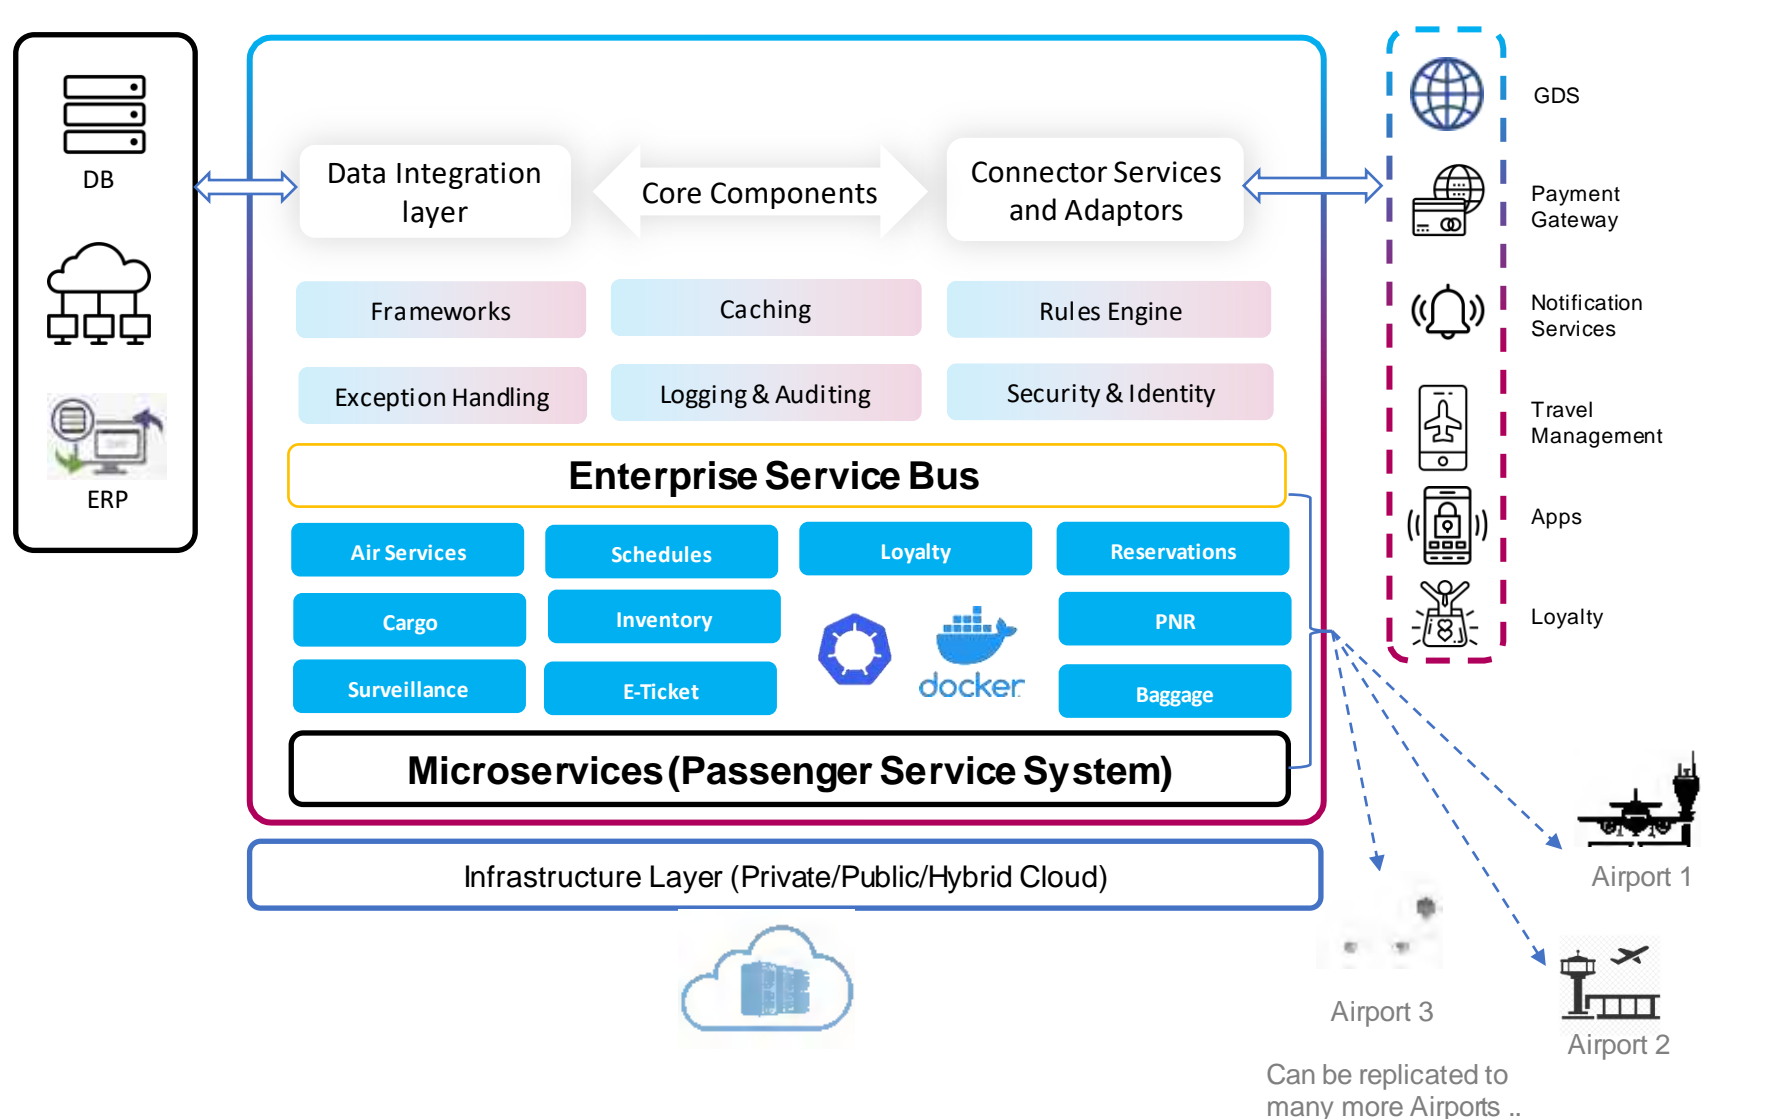 DB
ERP
Data Integration
layer
Core Components
Connector Services
and Adaptors
Frameworks
Caching
Rules Engine
Exception Handling
Logging & Auditing
Security & Identity
Enterprise Service Bus
Air Services
Schedules
Loyalty
Reservations
Cargo
Inventory
PNR
Surveillance
E-Ticket
docker
Baggage
Microservices (Passenger Service System)
Infrastructure Layer (Private/Public/Hybrid Cloud)
GDS
Payment
Gateway
Notification
Services
Travel
Management
Apps
Loyalty
Airport 1
Airport 3
Airport 2
Can be replicated to
many more Airports ..